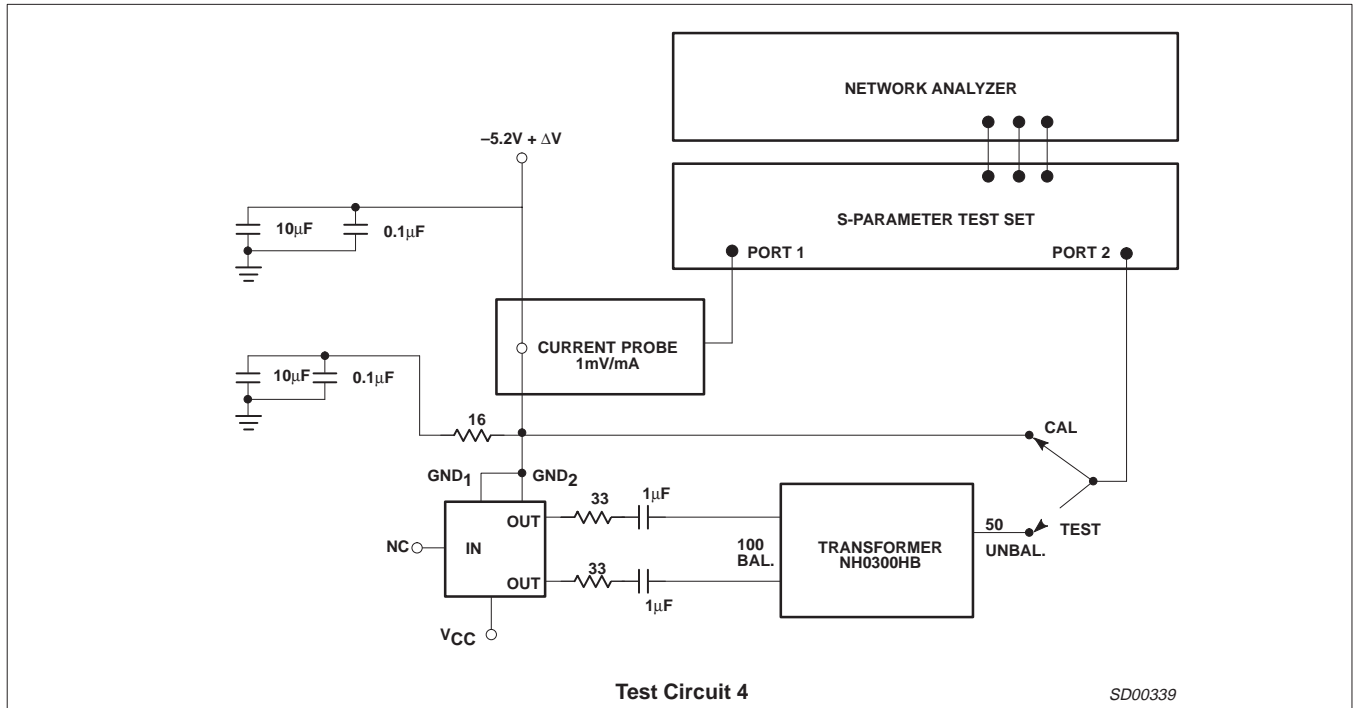 NETWORK ANALYZER
–5.2V + ΔV
S-PARAMETER TEST SET
10µF
0.1µF
PORT 1
PORT 2
CURRENT PROBE
1mV/mA
10µF
0.1µF
16
CAL
GND1
GND2
33
1µF
OUT
50
TEST
NC
IN
100
BAL.
TRANSFORMER
NH0300HB
UNBAL.
OUT
33
1µF
VCC
Test Circuit 4
SD00339